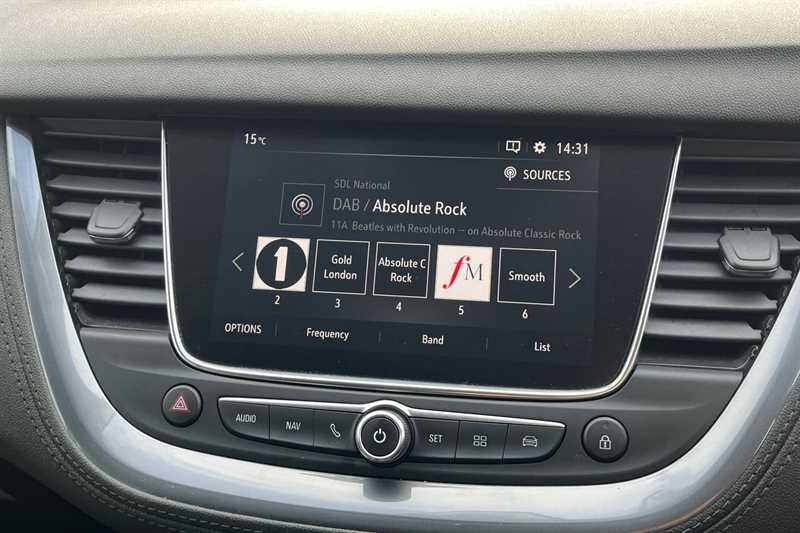 15℃
14:31
SOURCES
SDL National
DAB / Absolute Rock
11A Beatles with Revolution — on Absolute Classic Rock
1
Gold
London
Absolute C
Rock
fM
Smooth
2 3 4 5 6
OPTIONS Frequency Band List
AUDIO NAV SET